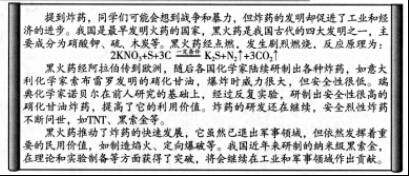 提到炸药，同学们可能会想到战争和暴力，但炸药的发明却促进了工业和经
济的进步。我国是最早发明火药的国家，黑火药是我国古代的四大发明之一，主
要成分为硝酸钾、硫、木炭等。黑火药经点燃，发生剧烈燃烧，反应原理为：
2KNO₃+S+3C 一定条件 K₂S+N₂↑+3CO₂↑
黑火药经阿拉伯传到欧洲，随后各国化学家陆续研制出各种炸药，如意大
利化学家索布雷罗发明的硝化甘油，爆炸时威力很大，但安全性很低。瑞
典化学家诺贝尔在前人研究的基础上，经过反复实验，研制出安全性高的
硝化甘油炸药，提高了它的利用价值。炸药的研发还在继续，安全烈性炸药
不断问世，如TNT、黑索金等。
黑火药推动了炸药的快速发展，它虽然已退出军事领域，但依然发挥着重
要的民用价值，如制造焰火、定向爆破等。我国近年来研制的纳米级黑索金，
在理论和实验制备等方面获得了突破，将会继续在工业和军事领域作出贡献。